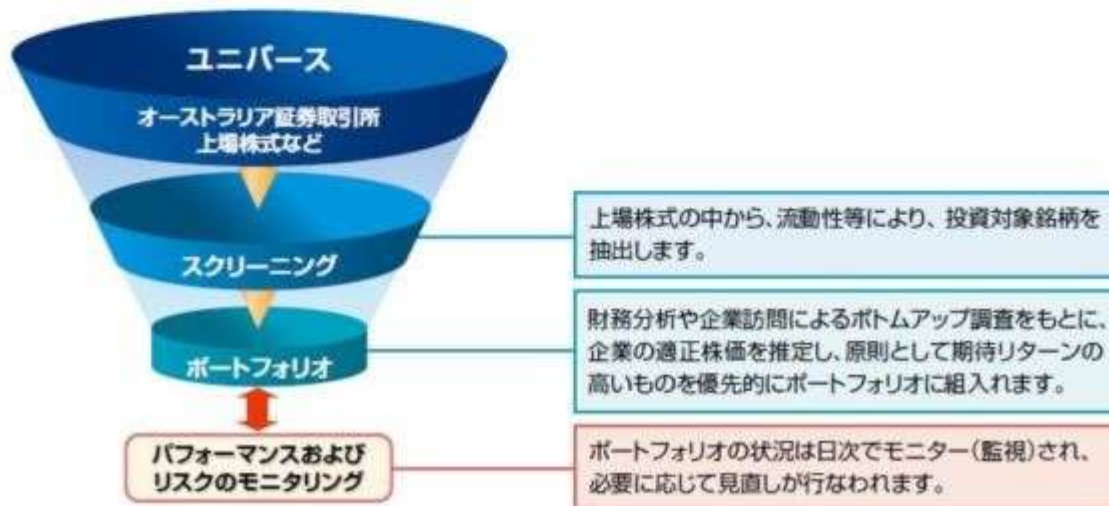 ユニバース
オーストラリア証券取引所
上場株式など
スクリーニング
上場株式の中から、流動性等により、投資対象銘柄を
抽出します。
ポートフォリオ
財務分析や企業訪問によるボトムアップ調査をもとに、
企業の適正株価を推定し、原則として期待リターンの
高いものを優先的にポートフォリオに組入れます。
パフォーマンスおよび
リスクのモニタリング
ポートフォリオの状況は日次でモニター（監視）され、
必要に応じて見直しが行なわれます。